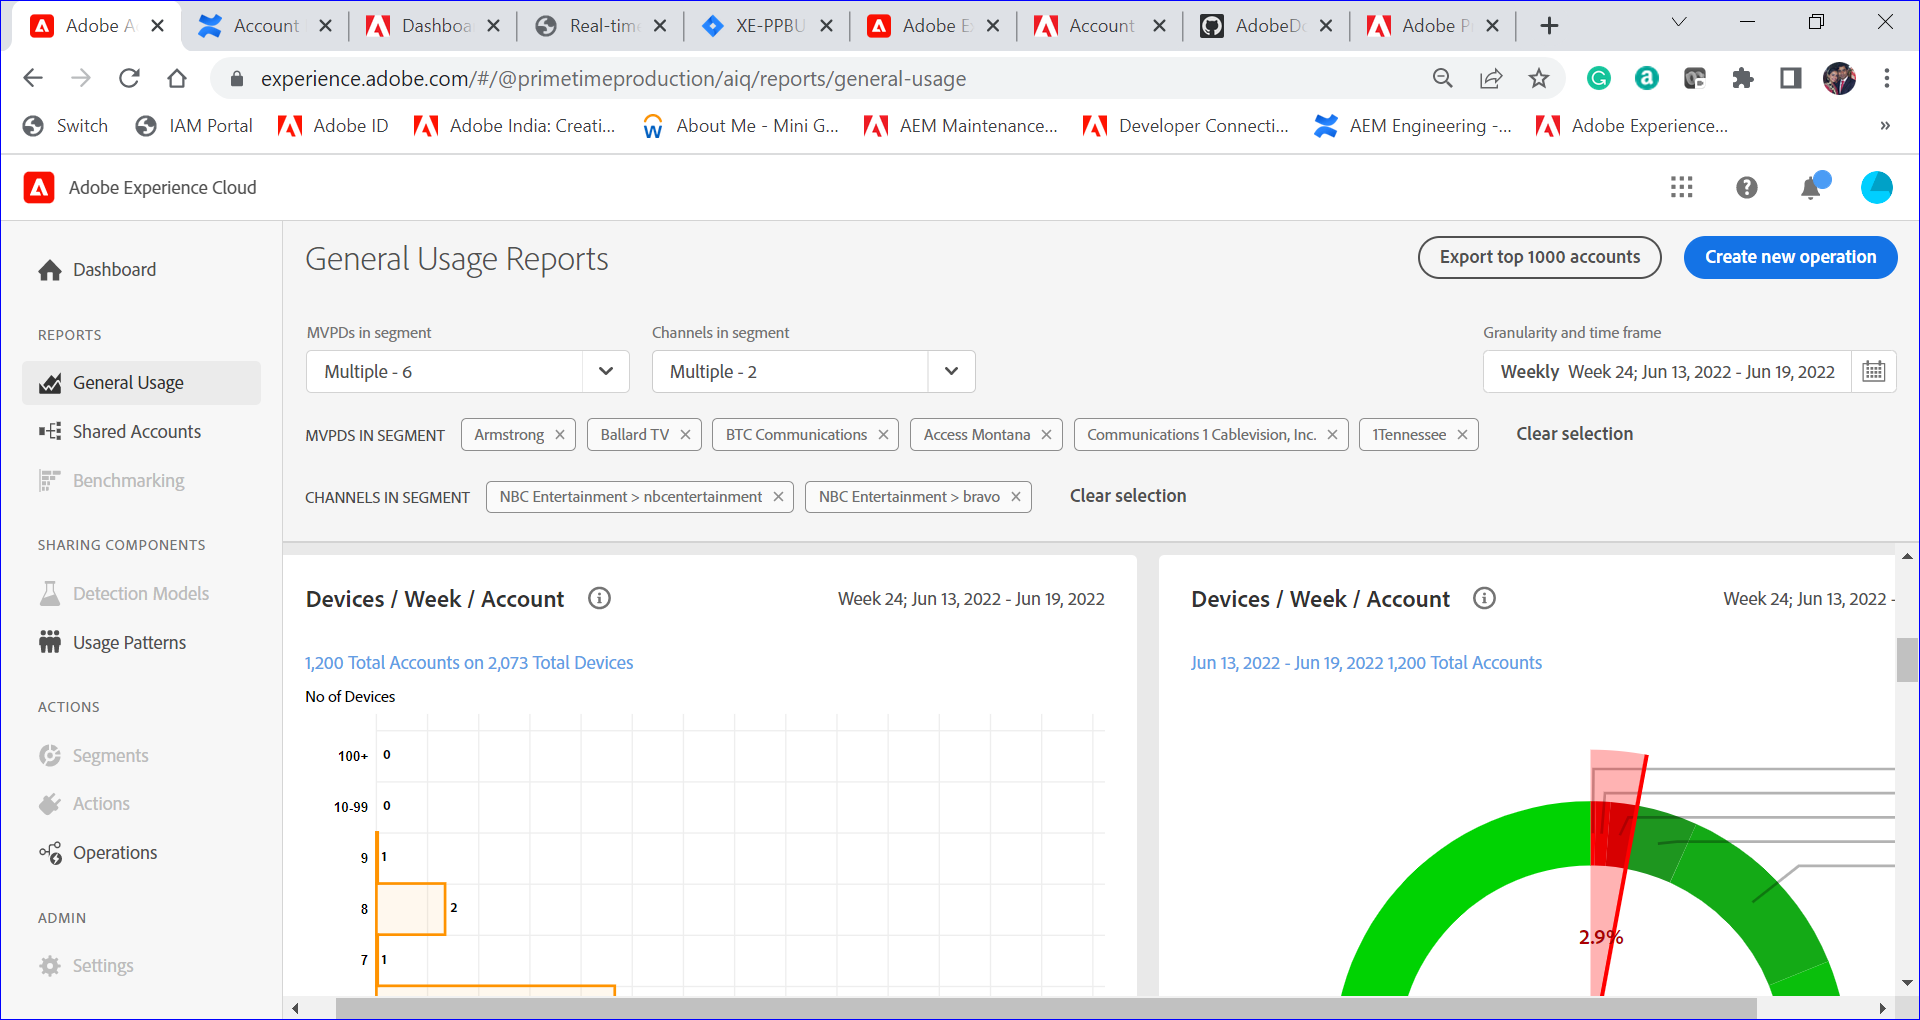 Adobe A
Account
Dashboa
Real-time
XE-PPBU
Adobe E
Account
AdobeDo
Adobe P
experience.adobe.com/#/@primetimeproduction/aiq/reports/general-usage
Switch
IAM Portal
Adobe ID
Adobe India: Creati...
About Me - Mini G...
AEM Maintenance...
Developer Connecti...
AEM Engineering -...
Adobe Experience...
»
Adobe Experience Cloud
Dashboard
REPORTS
General Usage
Shared Accounts
Benchmarking
SHARING COMPONENTS
Detection Models
Usage Patterns
ACTIONS
Segments
Actions
Operations
ADMIN
Settings
General Usage Reports
Export top 1000 accounts
Create new operation
MVPDs in segment
Multiple - 6
Channels in segment
Multiple - 2
Granularity and time frame
Weekly Week 24; Jun 13, 2022 - Jun 19, 2022
MVPDS IN SEGMENT
Armstrong
Ballard TV
BTC Communications
Access Montana
Communications 1 Cablevision, Inc.
1Tennessee
Clear selection
CHANNELS IN SEGMENT
NBC Entertainment > nbcentertainment
NBC Entertainment > bravo
Clear selection
Devices / Week / Account
Week 24; Jun 13, 2022 - Jun 19, 2022
1,200 Total Accounts on 2,073 Total Devices
No of Devices
100+ 0
10-99 0
9 1
8 2
7 1
Devices / Week / Account
Week 24; Jun 13, 2022 -
Jun 13, 2022 - Jun 19, 2022 1,200 Total Accounts
2.9%